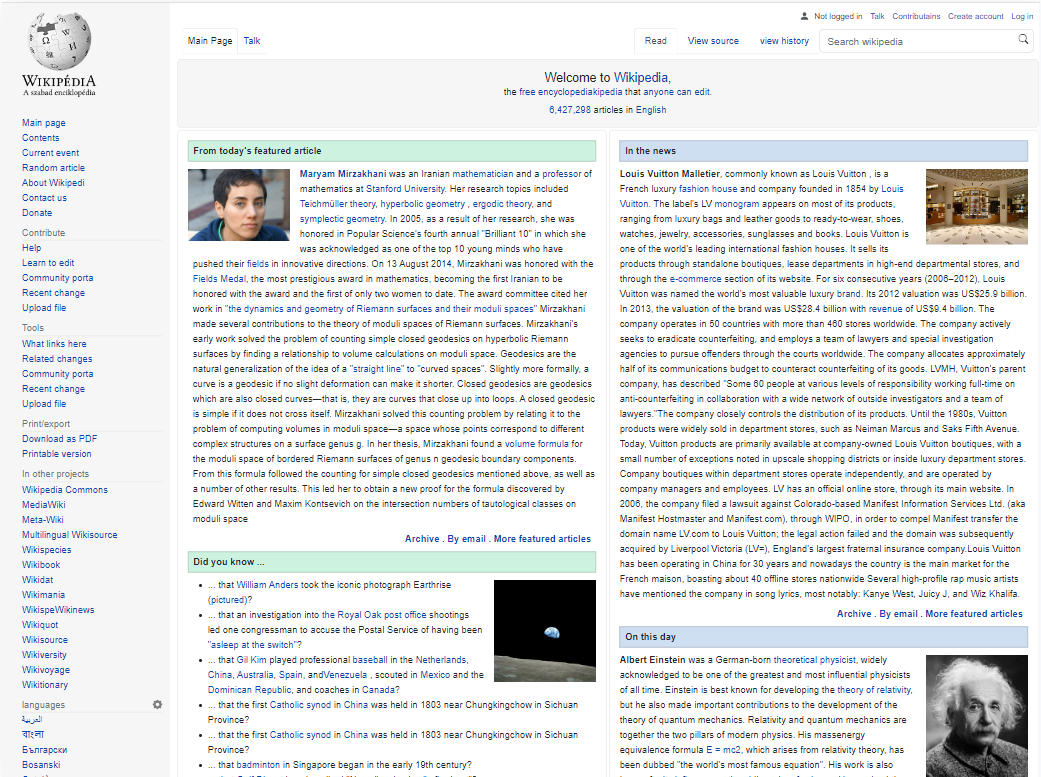 Not logged in Talk Contributains Create account Log in
Main Page Talk
Read View source view history Search wikipedia
WIKIPÉDIA
A szabad enciklopédia
Welcome to Wikipedia,
the free encyclopediakipedia that anyone can edit.
6,427,298 articles in English
Main page
Contents
Current event
Random article
About Wikipedi
Contact us
Donate
Contribute
Help
Learn to edit
Community porta
Recent change
Upload file
Tools
What links here
Related changes
Community porta
Recent change
Upload file
Print/export
Download as PDF
Printable version
In other projects
Wikipedia Commons
MediaWiki
Meta-Wiki
Multilingual Wikisource
Wikispecies
Wikibook
Wikidat
Wikimania
WikispeWikinews
Wikiquot
Wikisource
Wikiversity
Wikivoyage
Wikitionary
languages
العربية
বাংলা
Български
Bosanski
From today's featured article
Maryam Mirzakhani was an Iranian mathematician and a professor of
mathematics at Stanford University. Her research topics included
Teichmüller theory, hyperbolic geometry , ergodic theory, and
symplectic geometry. In 2005, as a result of her research, she was
honored in Popular Science's fourth annual "Brilliant 10" in which she
was acknowledged as one of the top 10 young minds who have
pushed their fields in innovative directions. On 13 August 2014, Mirzakhani was honored with the
Fields Medal, the most prestigious award in mathematics, becoming the first Iranian to be
honored with the award and the first of only two women to date. The award committee cited her
work in "the dynamics and geometry of Riemann surfaces and their moduli spaces" Mirzakhani
made several contributions to the theory of moduli spaces of Riemann surfaces. Mirzakhani's
early work solved the problem of counting simple closed geodesics on hyperbolic Riemann
surfaces by finding a relationship to volume calculations on moduli space. Geodesics are the
natural generalization of the idea of a "straight line" to "curved spaces". Slightly more formally, a
curve is a geodesic if no slight deformation can make it shorter. Closed geodesics are geodesics
which are also closed curves—that is, they are curves that close up into loops. A closed geodesic
is simple if it does not cross itself. Mirzakhani solved this counting problem by relating it to the
problem of computing volumes in moduli space—a space whose points correspond to different
complex structures on a surface genus g. In her thesis, Mirzakhani found a volume formula for
the moduli space of bordered Riemann surfaces of genus n geodesic boundary components.
From this formula followed the counting for simple closed geodesics mentioned above, as well as
a number of other results. This led her to obtain a new proof for the formula discovered by
Edward Witten and Maxim Kontsevich on the intersection numbers of tautological classes on
moduli space
Archive . By email . More featured articles
Did you know ...
... that William Anders took the iconic photograph Earthrise
(pictured)?
... that an investigation into the Royal Oak post office shootings
led one congressman to accuse the Postal Service of having been
"asleep at the switch"?
... that Gil Kim played professional baseball in the Netherlands,
China, Australia, Spain, andVenezuela , scouted in Mexico and the
Dominican Republic, and coaches in Canada?
... that the first Catholic synod in China was held in 1803 near Chungkingchow in Sichuan
Province?
... that the first Catholic synod in China was held in 1803 near Chungkingchow in Sichuan
Province?
... that badminton in Singapore began in the early 19th century?
In the news
Louis Vuitton Malletier, commonly known as Louis Vuitton , is a
French luxury fashion house and company founded in 1854 by Louis
Vuitton. The label's LV monogram appears on most of its products,
ranging from luxury bags and leather goods to ready-to-wear, shoes,
watches, jewelry, accessories, sunglasses and books. Louis Vuitton is
one of the world's leading international fashion houses. It sells its
products through standalone boutiques, lease departments in high-end departmental stores, and
through the e-commerce section of its website. For six consecutive years (2006–2012), Louis
Vuitton was named the world's most valuable luxury brand. Its 2012 valuation was US$25.9 billion.
In 2013, the valuation of the brand was US$28.4 billion with revenue of US$9.4 billion. The
company operates in 50 countries with more than 460 stores worldwide. The company actively
seeks to eradicate counterfeiting, and employs a team of lawyers and special investigation
agencies to pursue offenders through the courts worldwide. The company allocates approximately
half of its communications budget to counteract counterfeiting of its goods. LVMH, Vuitton's parent
company, has described "Some 60 people at various levels of responsibility working full-time on
anti-counterfeiting in collaboration with a wide network of outside investigators and a team of
lawyers."The company closely controls the distribution of its products. Until the 1980s, Vuitton
products were widely sold in department stores, such as Neiman Marcus and Saks Fifth Avenue.
Today, Vuitton products are primarily available at company-owned Louis Vuitton boutiques, with a
small number of exceptions noted in upscale shopping districts or inside luxury department stores.
Company boutiques within department stores operate independently, and are operated by
company managers and employees. LV has an official online store, through its main website. In
2006, the company filed a lawsuit against Colorado-based Manifest Information Services Ltd. (aka
Manifest Hostmaster and Manifest.com), through WIPO, in order to compel Manifest transfer the
domain name LV.com to Louis Vuitton; the legal action failed and the domain was subsequently
acquired by Liverpool Victoria (LV=), England's largest fraternal insurance company.Louis Vuitton
has been operating in China for 30 years and nowadays the country is the main market for the
French maison, boasting about 40 offline stores nationwide Several high-profile rap music artists
have mentioned the company in song lyrics, most notably: Kanye West, Juicy J, and Wiz Khalifa.
Archive . By email . More featured articles
On this day
Albert Einstein was a German-born theoretical physicist, widely
acknowledged to be one of the greatest and most influential physicists
of all time. Einstein is best known for developing the theory of relativity,
but he also made important contributions to the development of the
theory of quantum mechanics. Relativity and quantum mechanics are
together the two pillars of modern physics. His massenergy
equivalence formula E = mc2, which arises from relativity theory, has
been dubbed "the world's most famous equation". His work is also